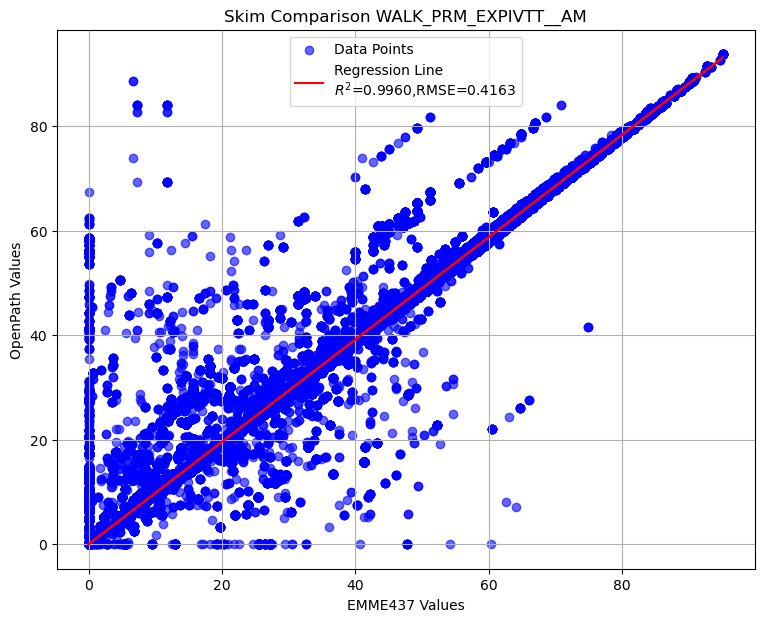 Skim Comparison WALK_PRM_EXPIVTT__AM
Data Points
Regression Line
R²=0.9960,RMSE=0.4163
OpenPath Values
80
60
40
20
0
0 20 40 60 80
EMME437 Values